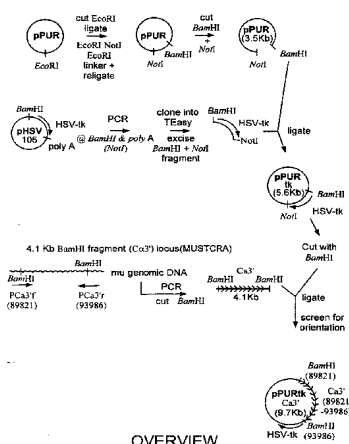 pPUR
EcoRI
cut EcoRI
ligate
EcoRI NotI
EcoRI
linker +
religate
pPUR
BamHI
NotI
cut
BamHI
+
NotI
pPUR
(3.5Kb)
BamHI
NotI
BamHI
HSV-tk
pHSV
106
poly A
PCR
@ BamHI & poly A
(NotI)
clone into
TEasy
excise
BamHI + NotI
fragment
BamHI
HSV-tk
NotI
ligate
pPUR
tk
(5.6Kb)
BamHI
NotI
HSV-tk
Cut with
BamHI
4.1 Kb BamHI fragment (Cα3') locus(MUSTCRA)
BamHI
BamHI
mu genomic DNA
PCa3'f
(89821)
PCa3'r
(93986)
PCR
cut BamHI
Ca3'
BamHI
BamHI
4.1Kb
ligate
screen for
orientation
BamHI
(89821)
pPURtk
Ca3'
(9.7Kb)
Ca3'
(89821
-93986)
BamHI
HSV-tk (93986)
OVERVIEW